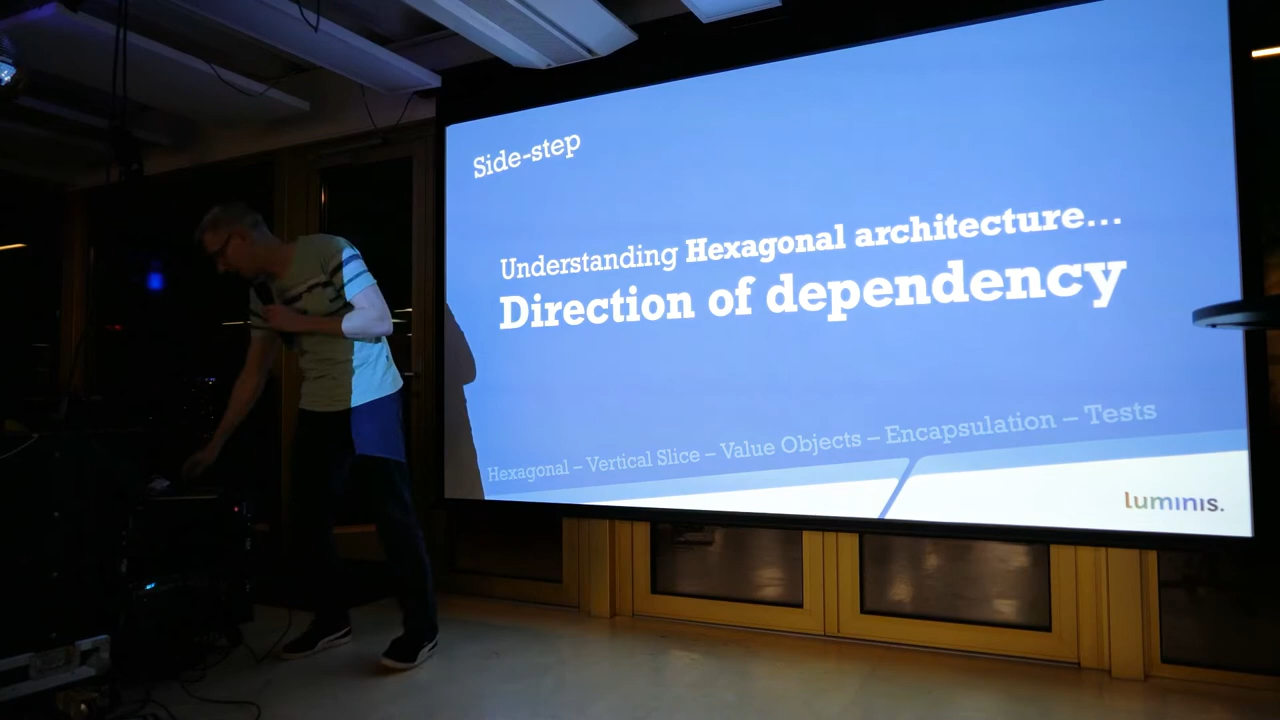 Side-step
Understanding Hexagonal architecture...
Direction of dependency
Hexagonal – Vertical Slice – Value Objects – Encapsulation – Tests
luminis.